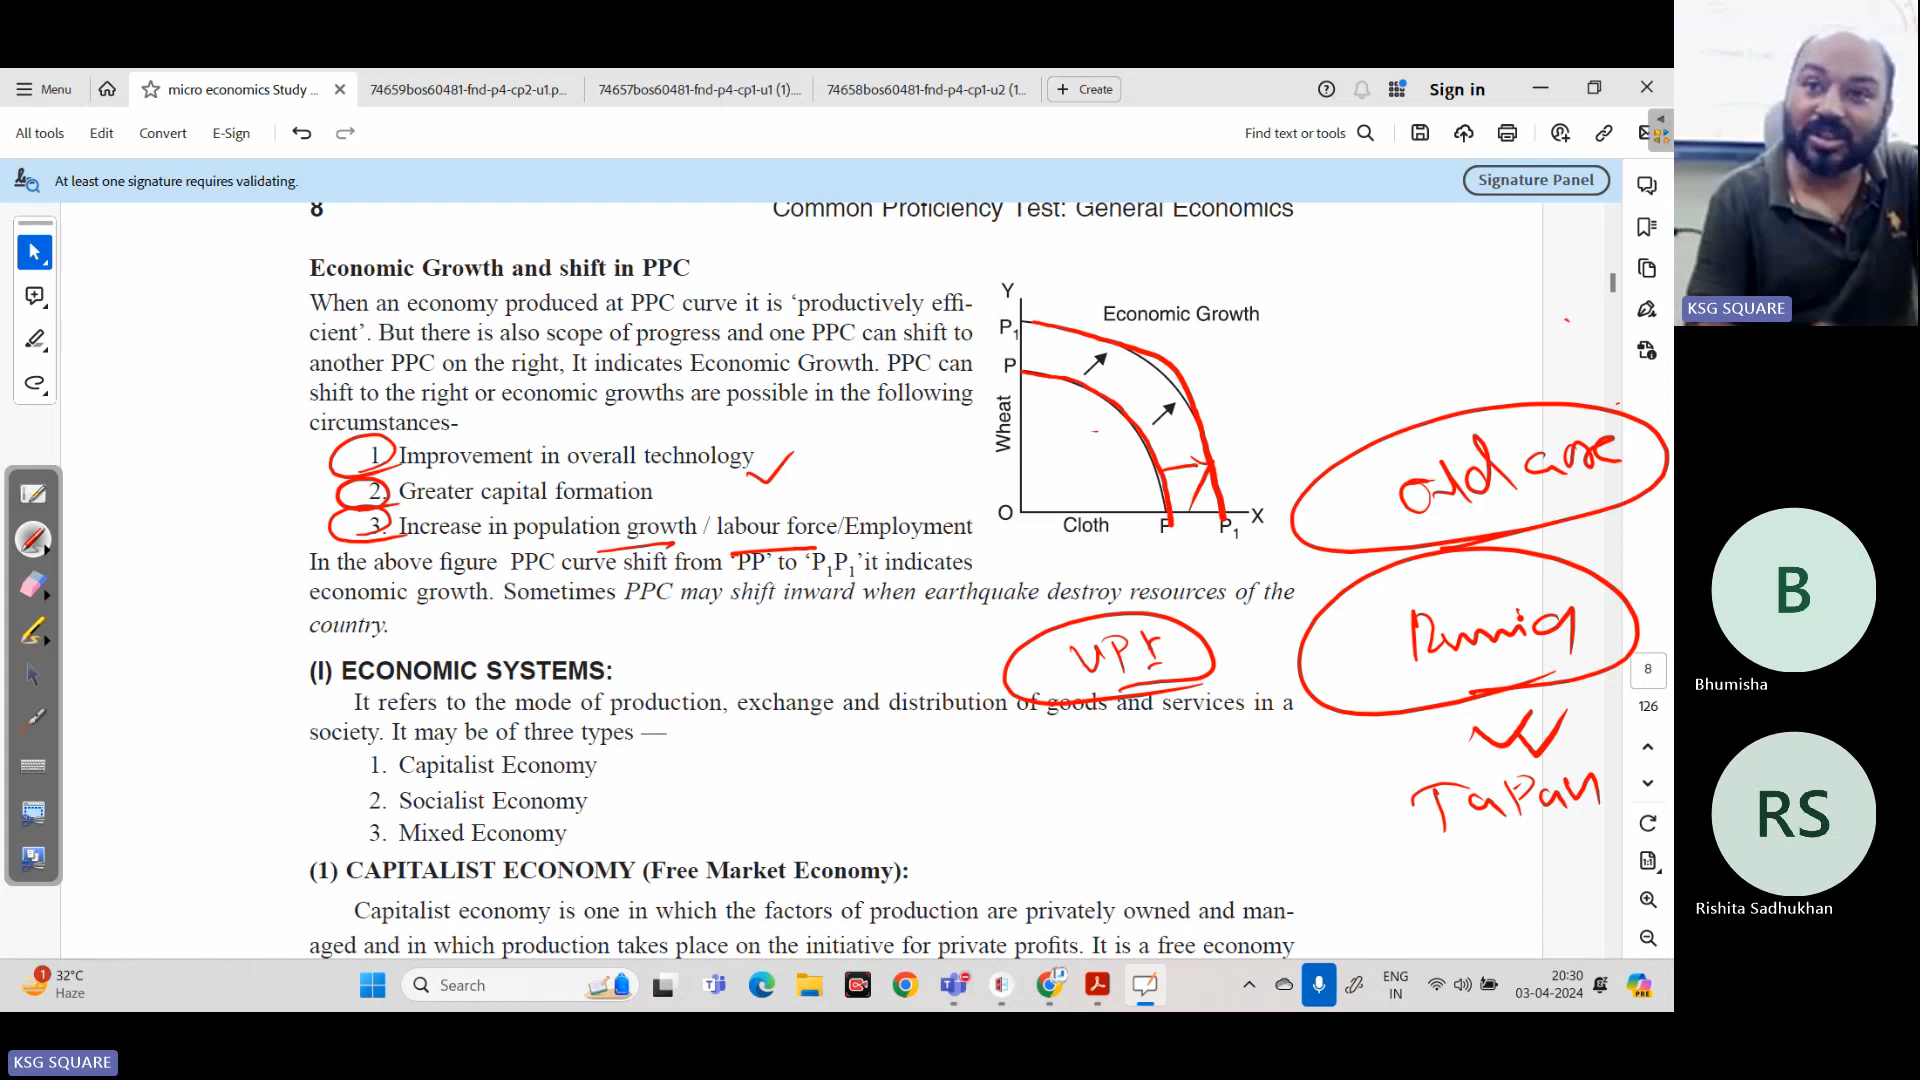 Menu
micro economics Study ...
74659bos60481-fnd-p4-cp2-u1.p...
74657bos60481-fnd-p4-cp1-u1 (1)....
74658bos60481-fnd-p4-cp1-u2 (1...
Create
Sign in
All tools
Edit
Convert
E-Sign
Find text or tools
At least one signature requires validating.
Signature Panel
KSG SQUARE
8
Common Proficiency Test: General Economics
Economic Growth and shift in PPC
When an economy produced at PPC curve it is ‘productively effi-
cient’. But there is also scope of progress and one PPC can shift to
another PPC on the right, It indicates Economic Growth. PPC can
shift to the right or economic growths are possible in the following
circumstances-
1. Improvement in overall technology
2. Greater capital formation
3. Increase in population growth / labour force/Employment
In the above figure PPC curve shift from ‘PP’ to ‘P₁P₁’it indicates
economic growth. Sometimes PPC may shift inward when earthquake destroy resources of the
country.
Y
Economic Growth
P₁
P
Wheat
O
Cloth
P₁
X
Tapan
(I) ECONOMIC SYSTEMS:
It refers to the mode of production, exchange and distribution of goods and services in a
society. It may be of three types —
1. Capitalist Economy
2. Socialist Economy
3. Mixed Economy
(1) CAPITALIST ECONOMY (Free Market Economy):
Capitalist economy is one in which the factors of production are privately owned and man-
aged and in which production takes place on the initiative for private profits. It is a free economy
8
126
B
Bhumisha
RS
Rishita Sadhukhan
1
32°C
Haze
Search
ENG
IN
20:30
03-04-2024
PRE
KSG SQUARE